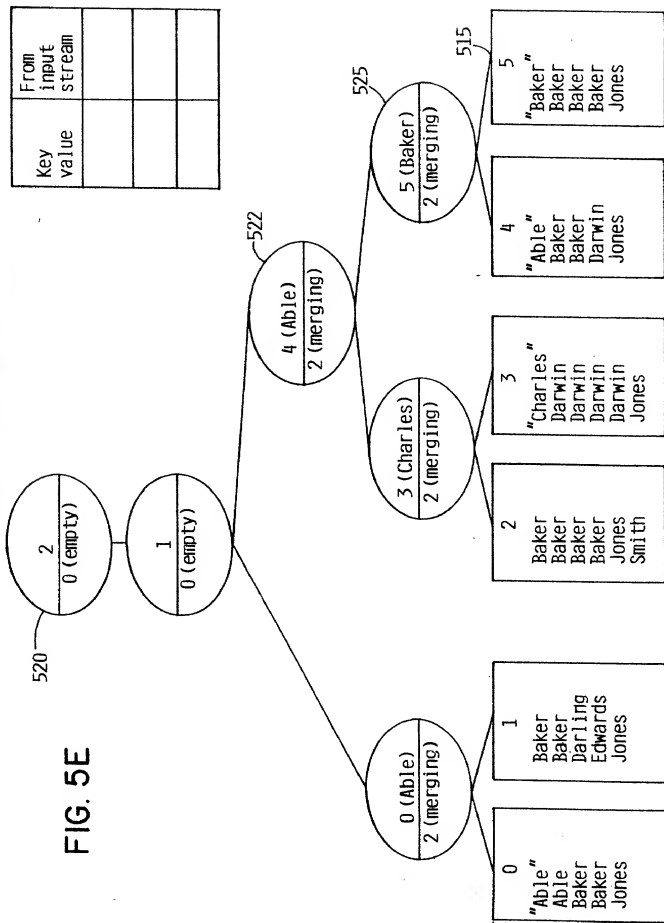 FIG. 5E
Key value
From input stream
520
2
0 (empty)
1
0 (empty)
522
4 (Able)
2 (merging)
525
0 (Able)
2 (merging)
3 (Charles)
2 (merging)
5 (Baker)
2 (merging)
515
0
"Able"
Able
Baker
Baker
Jones
1
Baker
Baker
Darling
Edwards
Jones
2
Baker
Baker
Baker
Baker
Jones
Smith
3
"Charles"
Darwin
Darwin
Darwin
Jones
4
"Able"
Baker
Baker
Darwin
Jones
5
"Baker"
Baker
Baker
Baker
Jones